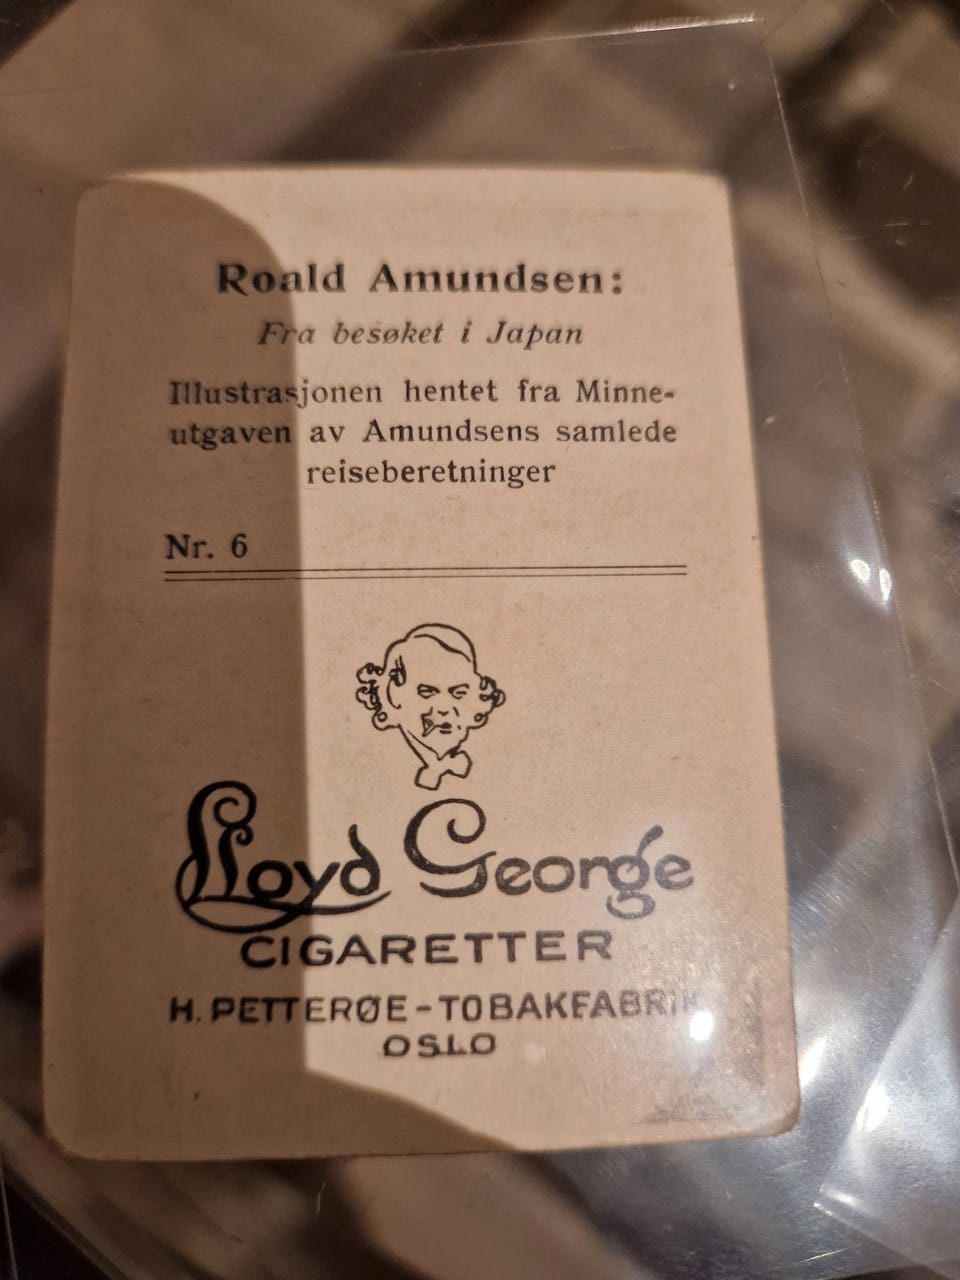 Roald Amundsen:
Fra besøket i Japan
Illustrasjonen hentet fra Minne-
utgaven av Amundsens samlede
reiseberetninger
Nr. 6
Lloyd George
CIGARETTER
H. PETTERØE-TOBAKFABRIK
OSLO